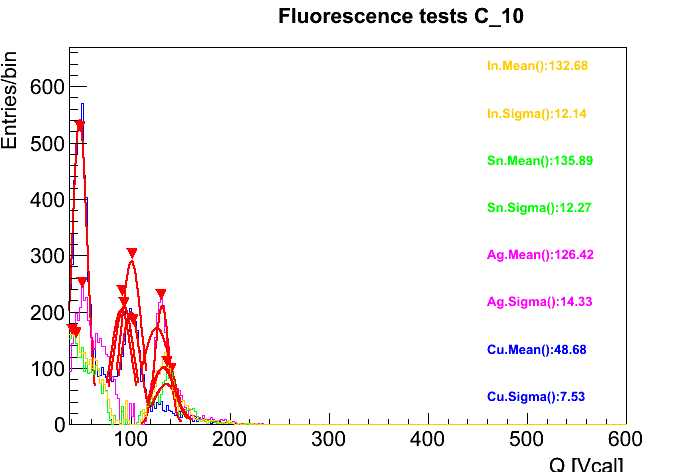 Fluorescence tests C_10
Entries/bin
600
500
400
300
200
100
0
In.Mean():132.68
In.Sigma():12.14
Sn.Mean():135.89
Sn.Sigma():12.27
Ag.Mean():126.42
Ag.Sigma():14.33
Cu.Mean():48.68
Cu.Sigma():7.53
100 200 300 400 500 600
Q [Vcal]